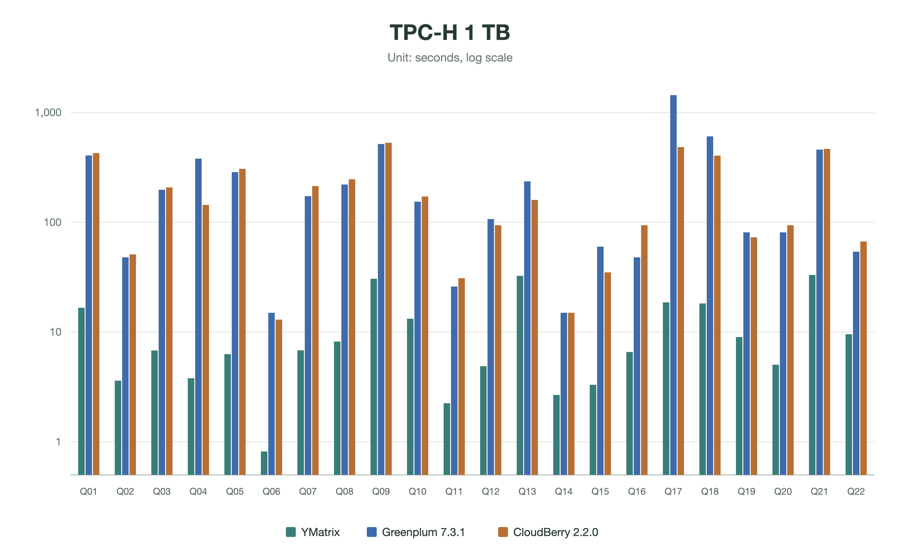 TPC-H 1 TB
Unit: seconds, log scale
1,000
100
10
1
Q01 Q02 Q03 Q04 Q05 Q06 Q07 Q08 Q09 Q10 Q11 Q12 Q13 Q14 Q15 Q16 Q17 Q18 Q19 Q20 Q21 Q22
YMatrix Greenplum 7.3.1 CloudBerry 2.2.0